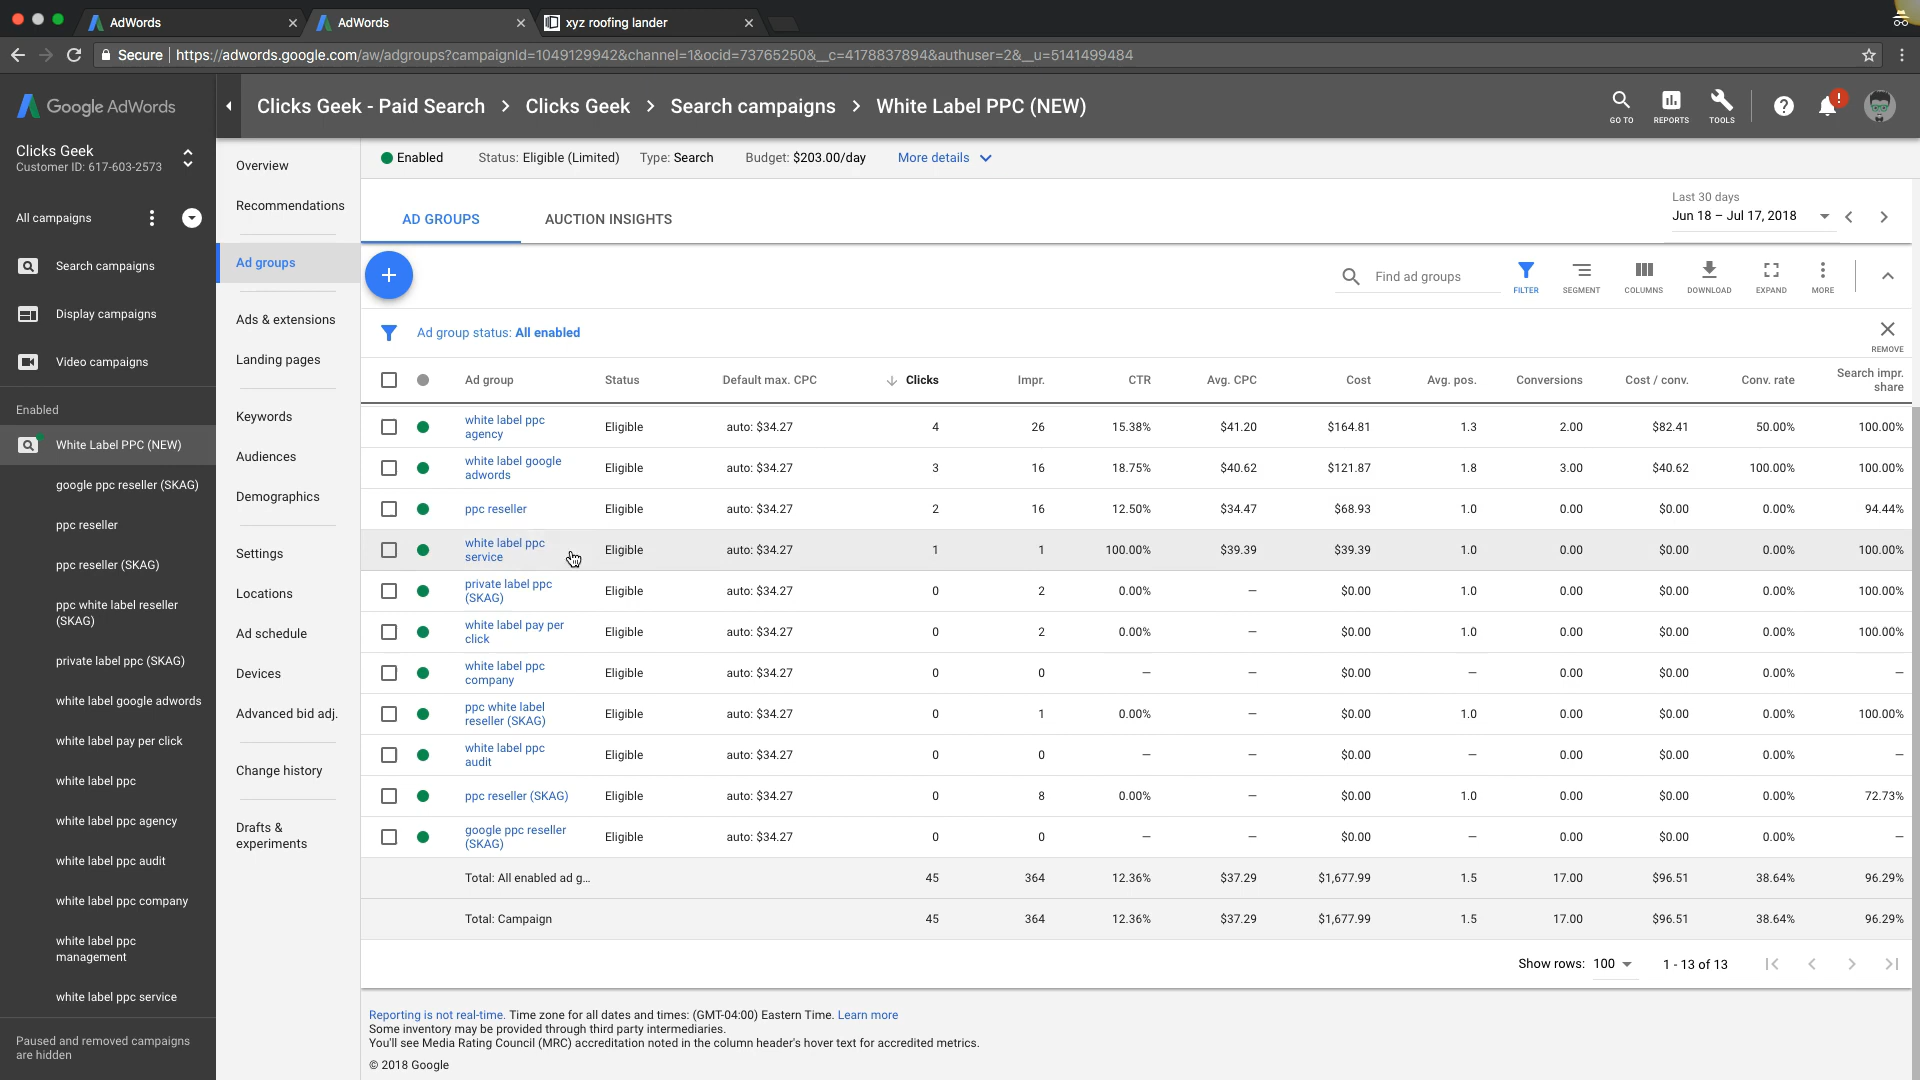 AdWords
AdWords
xyz roofing lander
Secure https://adwords.google.com/aw/adgroups?campaignId=1049129942&channel=1&ocid=73765250&__c=4178837894&authuser=2&__u=5141499484
Google AdWords
Clicks Geek - Paid Search > Clicks Geek > Search campaigns > White Label PPC (NEW)
GO TO
REPORTS
TOOLS
!
Clicks Geek
Customer ID: 617-603-2573
All campaigns
Search campaigns
Display campaigns
Video campaigns
Enabled
White Label PPC (NEW)
google ppc reseller (SKAG)
ppc reseller
ppc reseller (SKAG)
ppc white label reseller
(SKAG)
private label ppc (SKAG)
white label google adwords
white label pay per click
white label ppc
white label ppc agency
white label ppc audit
white label ppc company
white label ppc
management
white label ppc service
Paused and removed campaigns
are hidden
Overview
Recommendations
Ad groups
Ads & extensions
Landing pages
Keywords
Audiences
Demographics
Settings
Locations
Ad schedule
Devices
Advanced bid adj.
Change history
Drafts &
experiments
Enabled Status: Eligible (Limited) Type: Search Budget: $203.00/day More details
AD GROUPS AUCTION INSIGHTS
Last 30 days
Jun 18 – Jul 17, 2018
Find ad groups
FILTER
SEGMENT
COLUMNS
DOWNLOAD
EXPAND
MORE
Ad group status: All enabled
REMOVE
Ad group Status Default max. CPC Clicks Impr. CTR Avg. CPC Cost Avg. pos. Conversions Cost / conv. Conv. rate Search impr.
share
white label ppc
agency Eligible auto: $34.27 4 26 15.38% $41.20 $164.81 1.3 2.00 $82.41 50.00% 100.00%
white label google
adwords Eligible auto: $34.27 3 16 18.75% $40.62 $121.87 1.8 3.00 $40.62 100.00% 100.00%
ppc reseller Eligible auto: $34.27 2 16 12.50% $34.47 $68.93 1.0 0.00 $0.00 0.00% 94.44%
white label ppc
service Eligible auto: $34.27 1 1 100.00% $39.39 $39.39 1.0 0.00 $0.00 0.00% 100.00%
private label ppc
(SKAG) Eligible auto: $34.27 0 2 0.00% – $0.00 1.0 0.00 $0.00 0.00% 100.00%
white label pay per
click Eligible auto: $34.27 0 2 0.00% – $0.00 1.0 0.00 $0.00 0.00% 100.00%
white label ppc
company Eligible auto: $34.27 0 0 – – $0.00 – 0.00 $0.00 0.00% –
ppc white label
reseller (SKAG) Eligible auto: $34.27 0 1 0.00% – $0.00 1.0 0.00 $0.00 0.00% 100.00%
white label ppc
audit Eligible auto: $34.27 0 0 – – $0.00 – 0.00 $0.00 0.00% –
ppc reseller (SKAG) Eligible auto: $34.27 0 8 0.00% – $0.00 1.0 0.00 $0.00 0.00% 72.73%
google ppc reseller
(SKAG) Eligible auto: $34.27 0 0 – – $0.00 – 0.00 $0.00 0.00% –
Total: All enabled ad g... 45 364 12.36% $37.29 $1,677.99 1.5 17.00 $96.51 38.64% 96.29%
Total: Campaign 45 364 12.36% $37.29 $1,677.99 1.5 17.00 $96.51 38.64% 96.29%
Show rows: 100 1 - 13 of 13
Reporting is not real-time. Time zone for all dates and times: (GMT-04:00) Eastern Time. Learn more
Some inventory may be provided through third party intermediaries.
You'll see Media Rating Council (MRC) accreditation noted in the column header's hover text for accredited metrics.
© 2018 Google